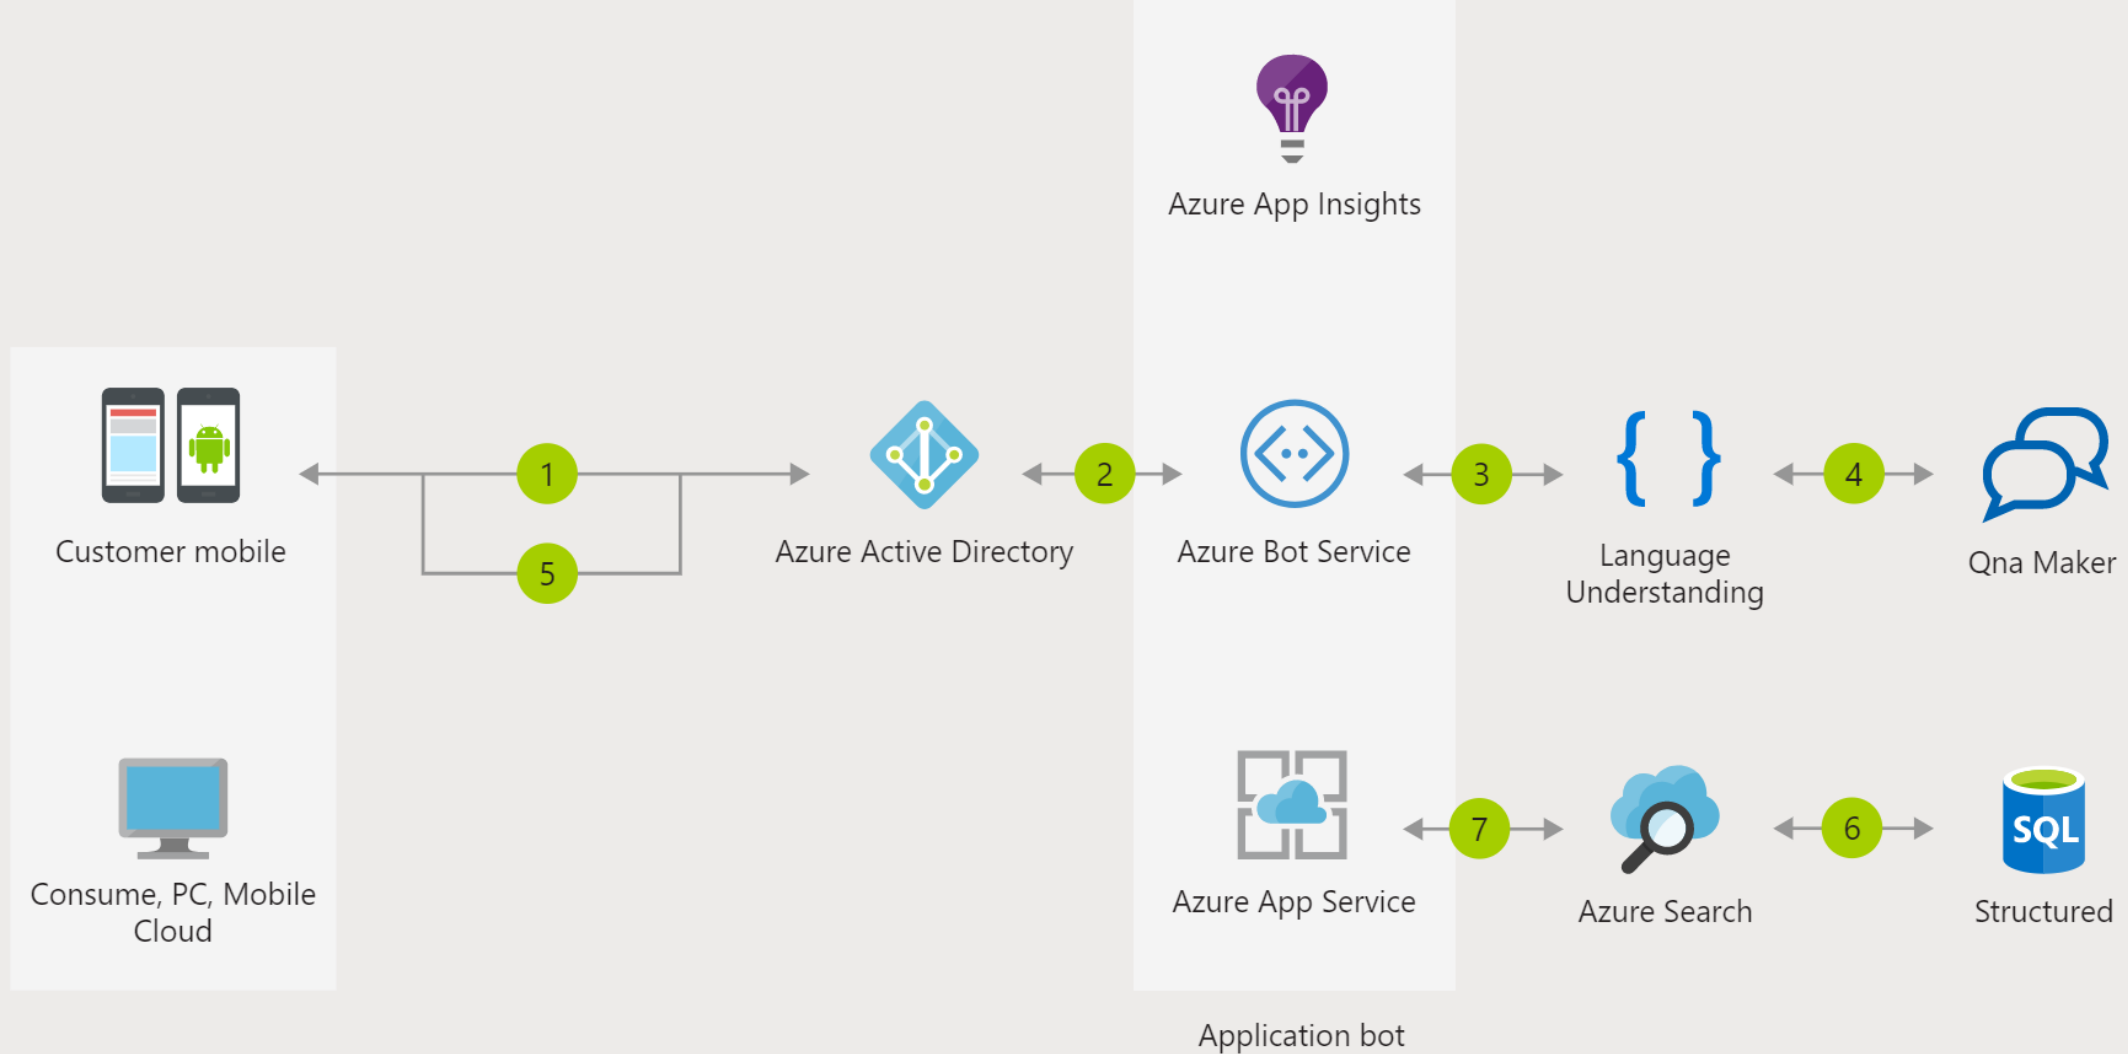 Azure App Insights
1
2
3
4
5
Customer mobile
Azure Active Directory
Azure Bot Service
Language
Understanding
Qna Maker
7
6
SQL
Consume, PC, Mobile
Cloud
Azure App Service
Azure Search
Structured
Application bot